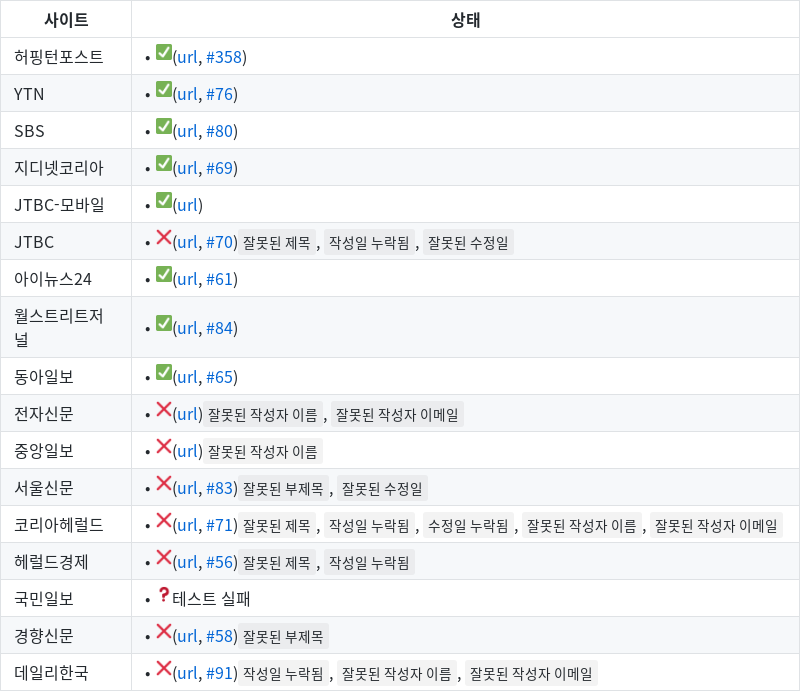 사이트 상태
허핑턴포스트 • ✅(url, #358)
YTN • ✅(url, #76)
SBS • ✅(url, #80)
지디넷코리아 • ✅(url, #69)
JTBC-모바일 • ✅(url)
JTBC • ❌(url, #70) 잘못된 제목 , 작성일 누락됨 , 잘못된 수정일
아이뉴스24 • ✅(url, #61)
월스트리트저
널 • ✅(url, #84)
동아일보 • ✅(url, #65)
전자신문 • ❌(url) 잘못된 작성자 이름 , 잘못된 작성자 이메일
중앙일보 • ❌(url) 잘못된 작성자 이름
서울신문 • ❌(url, #83) 잘못된 부제목 , 잘못된 수정일
코리아헤럴드 • ❌(url, #71) 잘못된 제목 , 작성일 누락됨 , 수정일 누락됨 , 잘못된 작성자 이름 , 잘못된 작성자 이메일
헤럴드경제 • ❌(url, #56) 잘못된 제목 , 작성일 누락됨
국민일보 • ❓테스트 실패
경향신문 • ❌(url, #58) 잘못된 부제목
데일리한국 • ❌(url, #91) 작성일 누락됨 , 잘못된 작성자 이름 , 잘못된 작성자 이메일